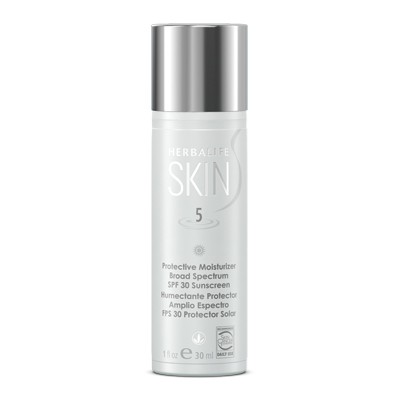 HERBALIFE
SKIN
5
Protective Moisturizer
Broad Spectrum
SPF 30 Sunscreen
Humectante Protector
Amplio Espectro
FPS 30 Protector Solar
1 fl oz e 30 ml